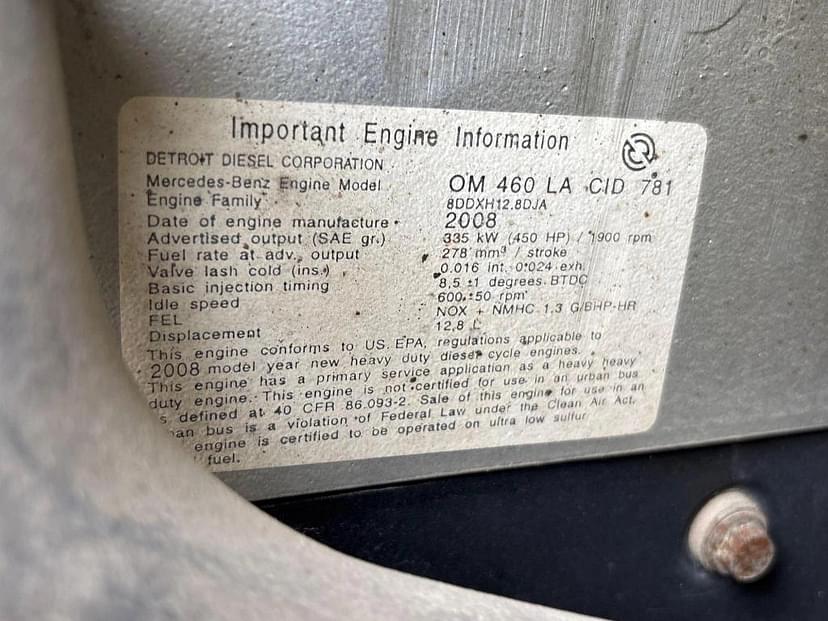 Important Engine Information
DETROIT DIESEL CORPORATION
Mercedes-Benz Engine Model OM 460 LA CID 781
Engine Family 8DDXH12.8DJA
Date of engine manufacture 2008
Advertised output (SAE gr.) 335 kW (450 HP) / 1900 rpm
Fuel rate at adv. output 278 mm³ / stroke
Valve lash cold (ins.) 0.016 int. 0.024 exh.
Basic injection timing 8,5 ±1 degrees BTDC
Idle speed 600 ±50 rpm
FEL NOX + NMHC 1.3 G/BHP-HR
Displacement 12,8 L
This engine conforms to US. EPA, regulations applicable to
2008 model year new heavy duty diesel cycle engines.
This engine has a primary service application as a heavy heavy
duty engine. This engine is not certified for use in an urban bus
s defined at 40 CFR 86.093-2. Sale of this engine for use in an
an bus is a violation of Federal Law under the Clean Air Act.
engine is certified to be operated on ultra low sulfur
fuel.